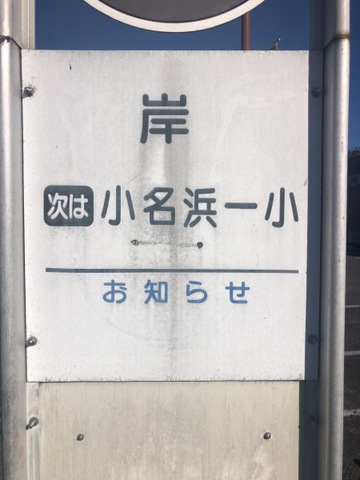 岸
次は 小名浜一小
お知らせ